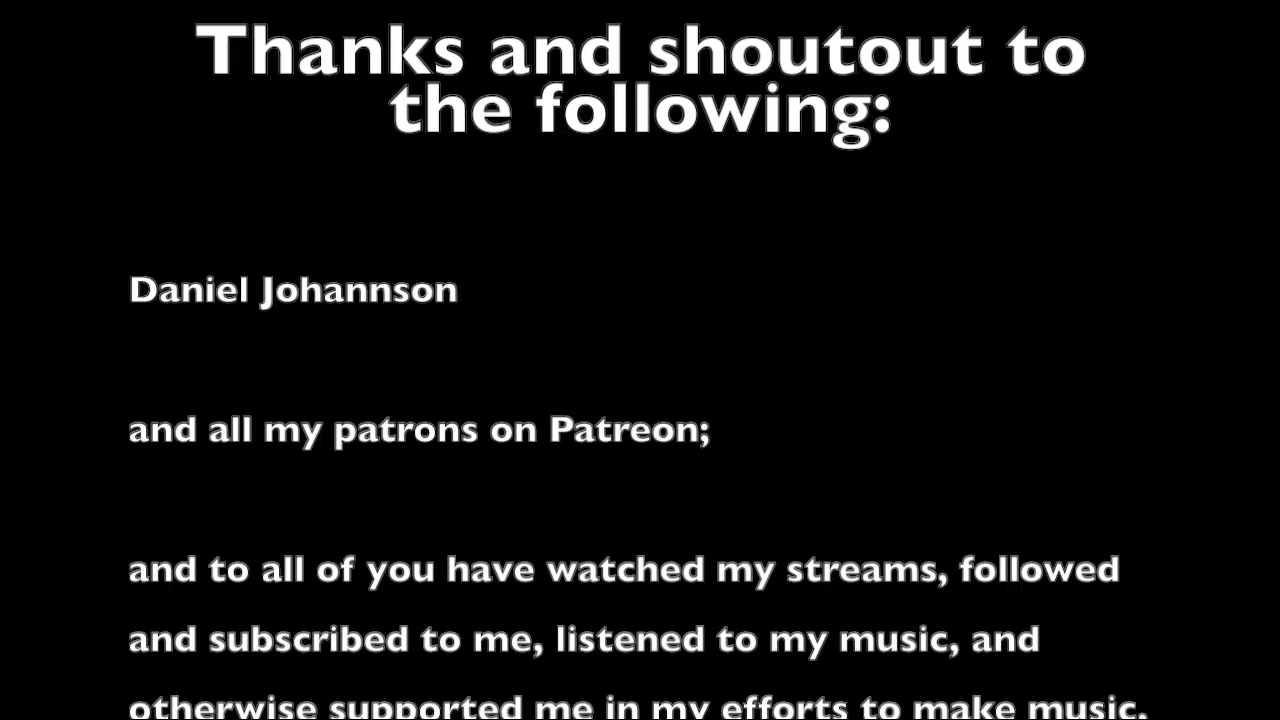 Thanks and shoutout to
the following:
Daniel Johannson
and all my patrons on Patreon;
and to all of you have watched my streams, followed
and subscribed to me, listened to my music, and
otherwise supported me in my efforts to make music.